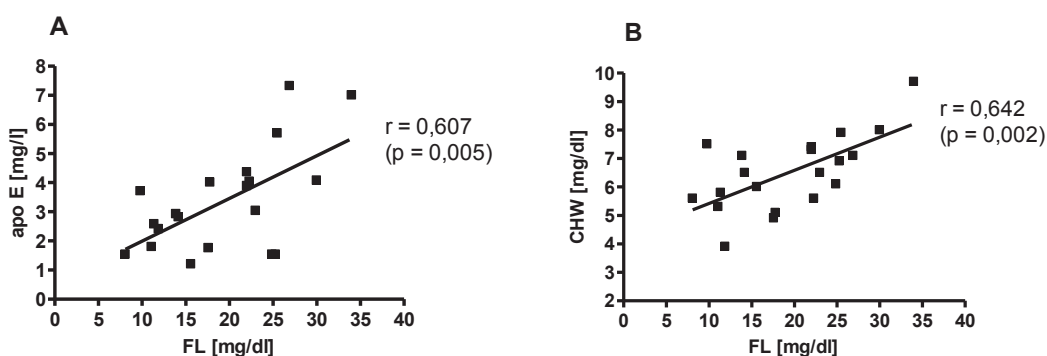 A
apo E [mg/l]
8
7
6
5
4
3
2
1
0
0 5 10 15 20 25 30 35 40
FL [mg/dl]
r = 0,607
(p = 0,005)
B
CHW [mg/dl]
10
9
8
7
6
5
4
3
2
0 5 10 15 20 25 30 35 40
FL [mg/dl]
r = 0,642
(p = 0,002)